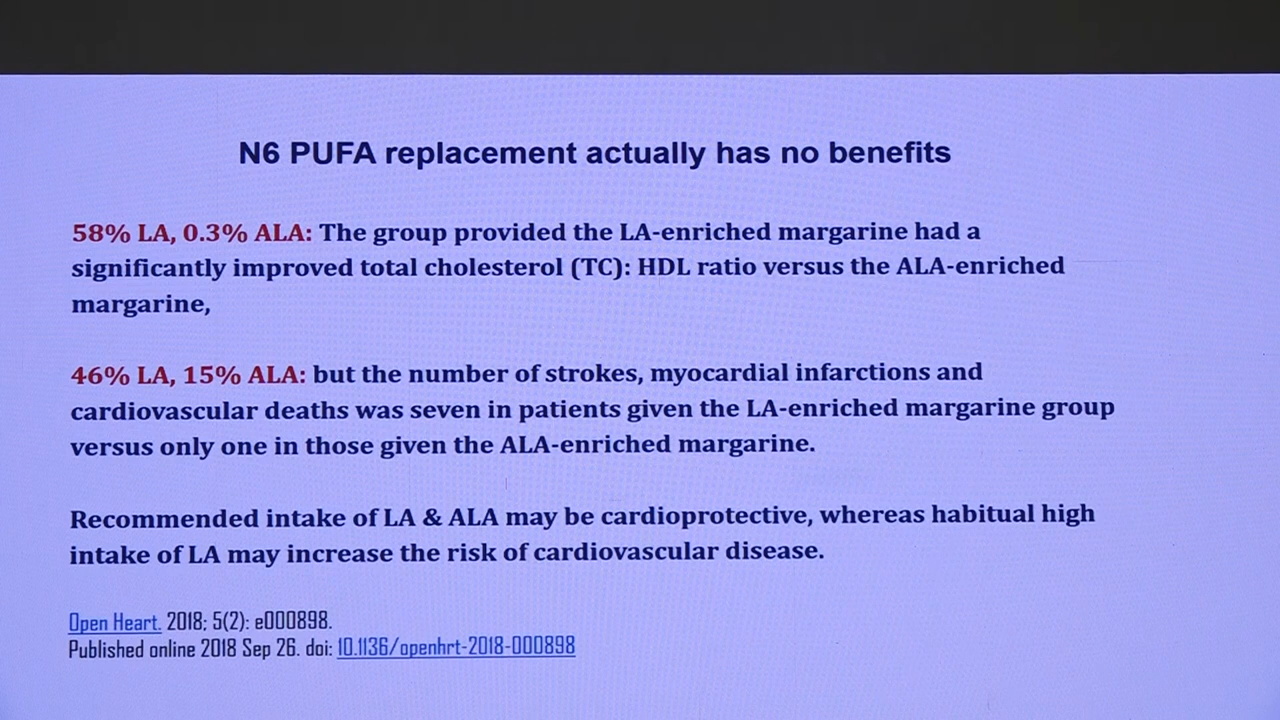 N6 PUFA replacement actually has no benefits
58% LA, 0.3% ALA: The group provided the LA-enriched margarine had a
significantly improved total cholesterol (TC): HDL ratio versus the ALA-enriched
margarine,
46% LA, 15% ALA: but the number of strokes, myocardial infarctions and
cardiovascular deaths was seven in patients given the LA-enriched margarine group
versus only one in those given the ALA-enriched margarine.
Recommended intake of LA & ALA may be cardioprotective, whereas habitual high
intake of LA may increase the risk of cardiovascular disease.
Open Heart. 2018; 5(2): e000898.
Published online 2018 Sep 26. doi: 10.1136/openhrt-2018-000898